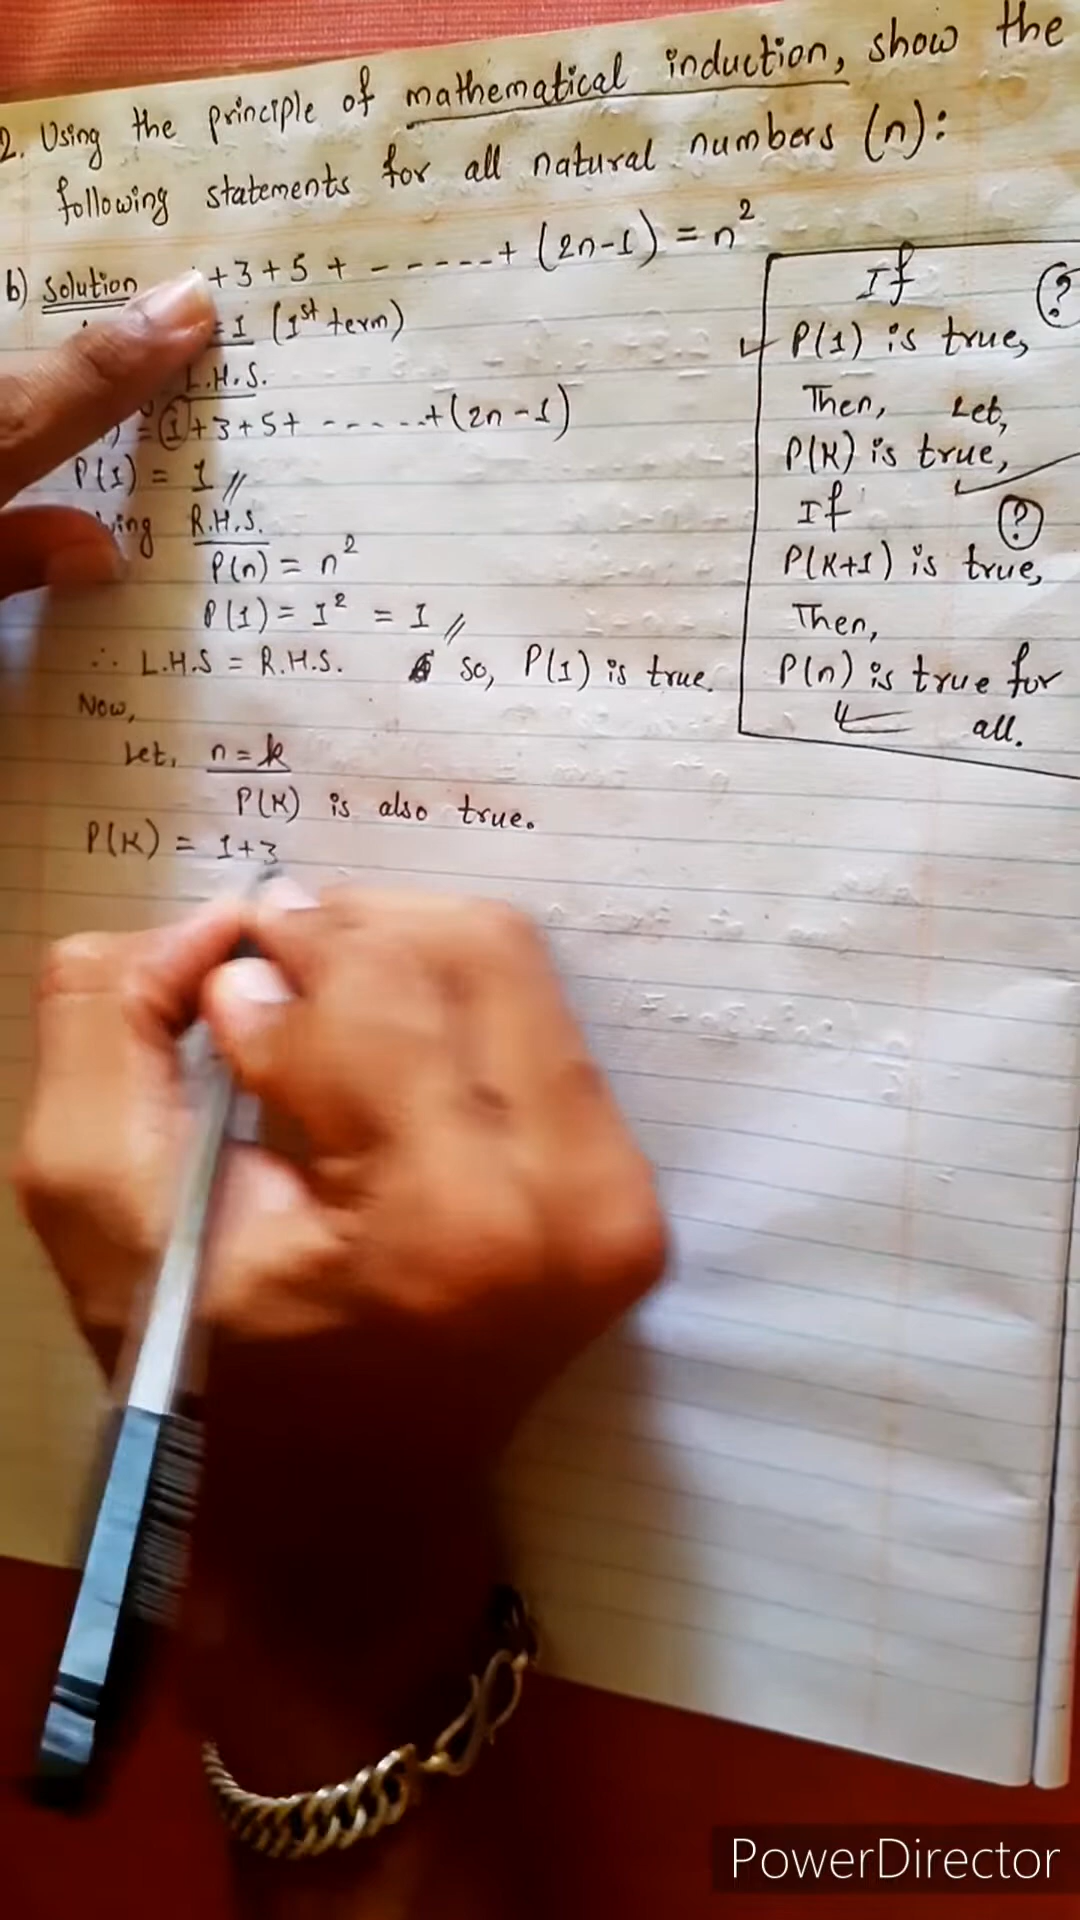 2. Using the principle of mathematical induction, show the
following statements for all natural numbers (n):
b) Solution +3+5+ ------+ (2n-1) = n²
=1 (1st term)
L.H.S.
) = 1+3+5+ ------+(2n-1)
P(1) = 1 //
ving R.H.S.
P(n) = n²
P(1) = 1² = 1 //
∴ L.H.S = R.H.S. So, P(1) is true.
Now,
Let, n=k
P(K) is also true.
P(K) = 1+3
If ?
P(1) is true,
Then, Let,
P(K) is true,
If ?
P(K+1) is true,
Then,
P(n) is true for
all.
PowerDirector